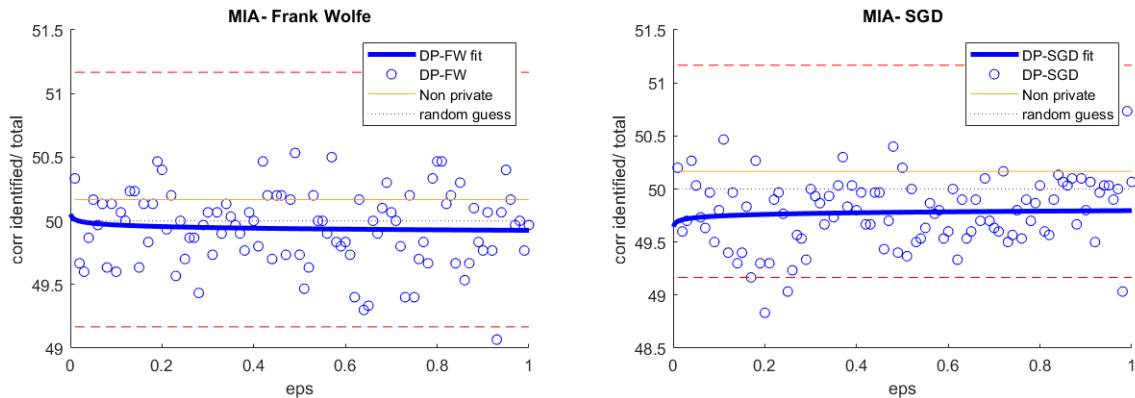 MIA- Frank Wolfe
51.5
51
50.5
50
49.5
49
corr identified/ total
DP-FW fit
DP-FW
Non private
random guess
0
0.2
0.4
0.6
0.8
1
eps
MIA- SGD
51.5
51
50.5
50
49.5
49
48.5
corr identified/ total
DP-SGD fit
DP-SGD
Non private
random guess
0
0.2
0.4
0.6
0.8
1
eps